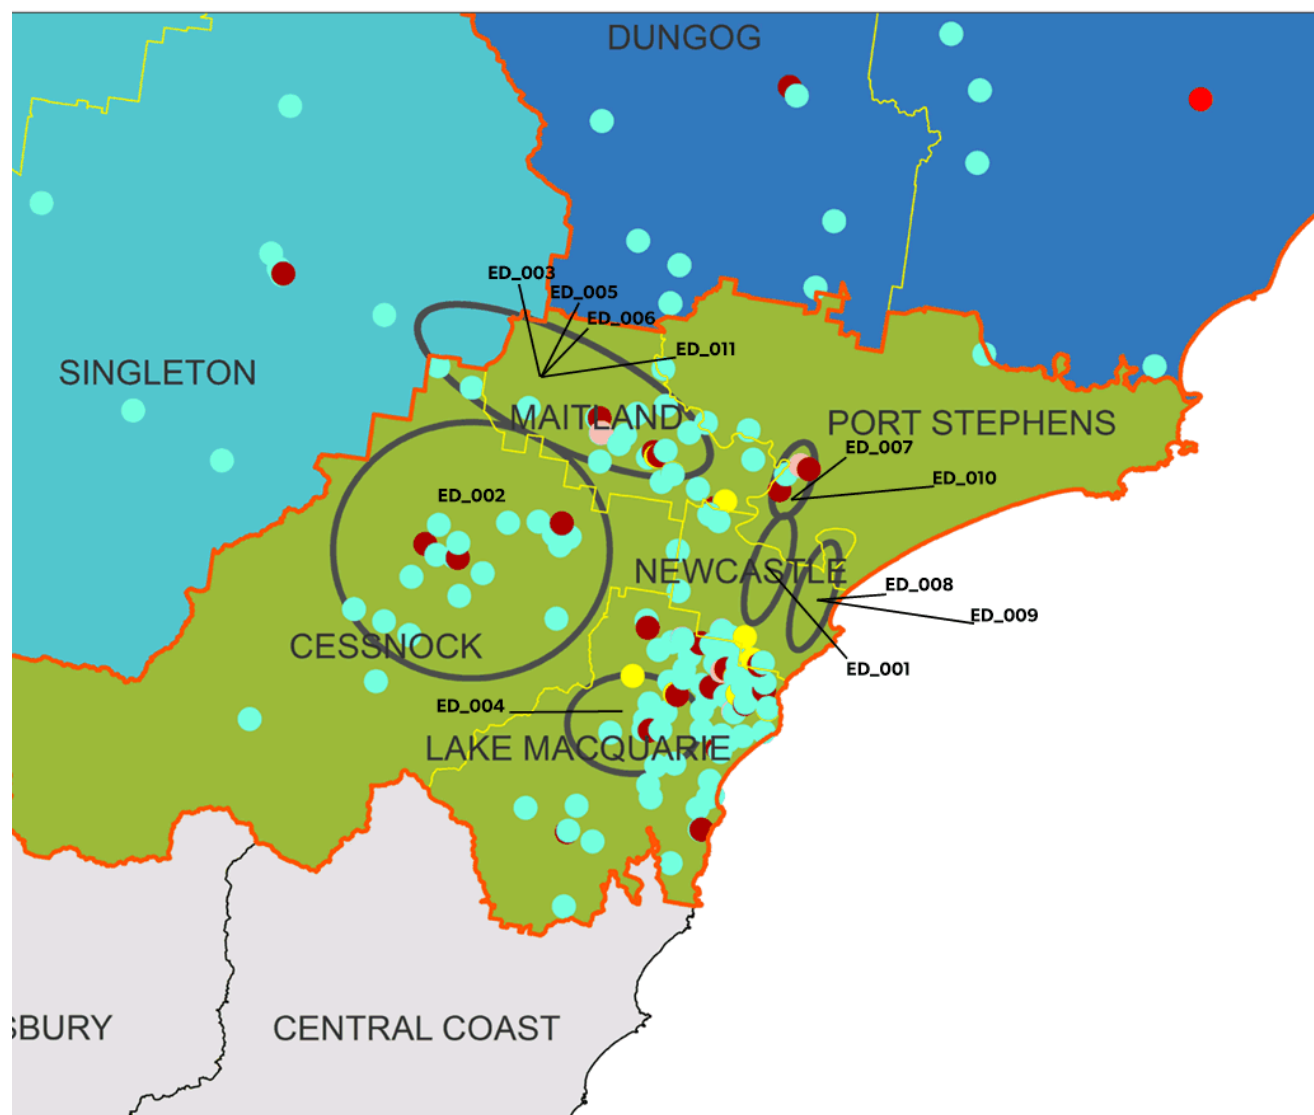 DUNGOG
ED_003
ED_005
ED_006
ED_011
SINGLETON
MAITLAND
PORT STEPHENS
ED_007
ED_010
ED_002
NEWCASTLE
ED_008
ED_009
CESSNOCK
ED_001
ED_004
LAKE MACQUARIE
SBURY
CENTRAL COAST